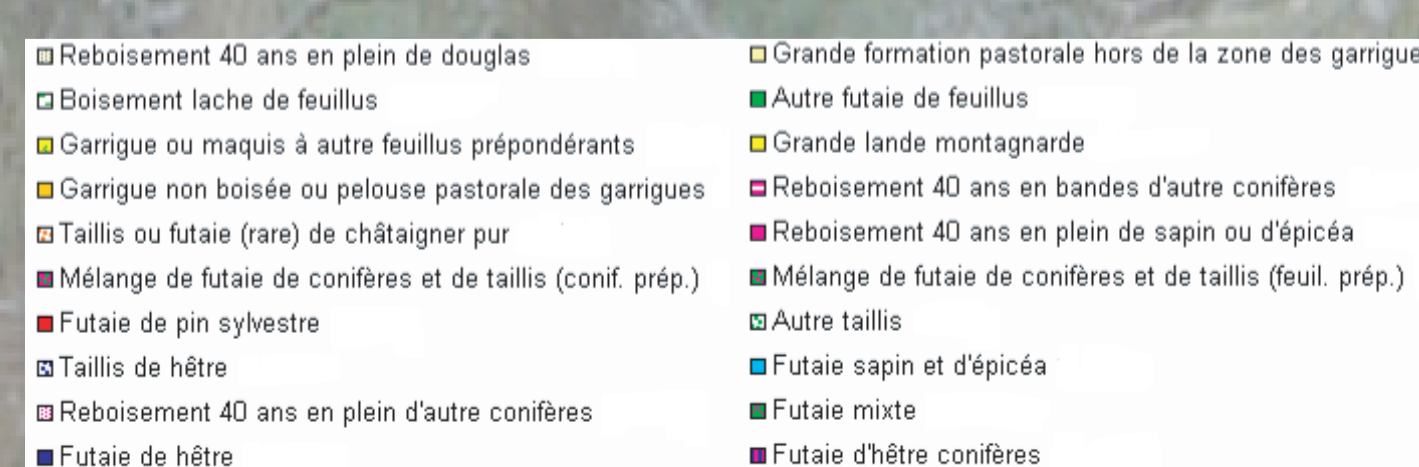 Reboisement 40 ans en plein de douglas
Boisement lache de feuillus
Garrigue ou maquis à autre feuillus prépondérants
Garrigue non boisée ou pelouse pastorale des garrigues
Taillis ou futaie (rare) de châtaigner pur
Mélange de futaie de conifères et de taillis (conif. prép.)
Futaie de pin sylvestre
Taillis de hêtre
Reboisement 40 ans en plein d'autre conifères
Futaie de hêtre
Grande formation pastorale hors de la zone des garrigue
Autre futaie de feuillus
Grande lande montagnarde
Reboisement 40 ans en bandes d'autre conifères
Reboisement 40 ans en plein de sapin ou d'épicéa
Mélange de futaie de conifères et de taillis (feuil. prép.)
Autre taillis
Futaie sapin et d'épicéa
Futaie mixte
Futaie d'hêtre conifères